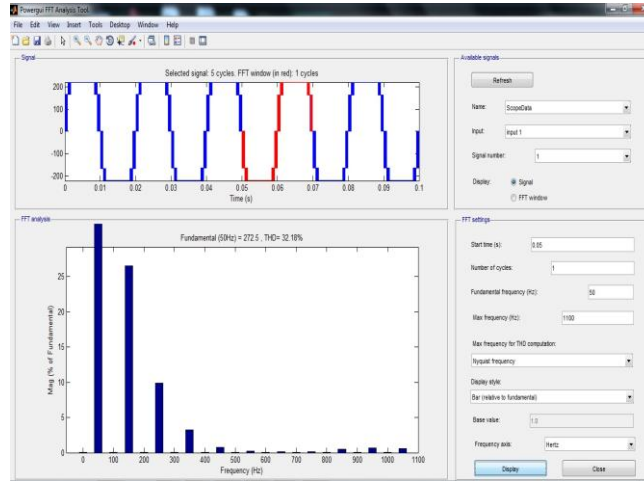 Powergui FFT Analysis Tool
File Edit View Insert Tools Desktop Window Help
Signal
Selected signal: 5 cycles. FFT window (in red): 1 cycles
200
100
0
-100
-200
0 0.01 0.02 0.03 0.04 0.05 0.06 0.07 0.08 0.09 0.1
Time (s)
FFT analysis
Fundamental (50Hz) = 272.5 , THD= 32.18%
25
20
15
10
5
0
Mag (% of Fundamental)
0 100 200 300 400 500 600 700 800 900 1000 1100
Frequency (Hz)
Available signals
Refresh
Name: ScopeData
Input: input 1
Signal number: 1
Display: Signal
FFT window
FFT settings
Start time (s): 0.05
Number of cycles: 1
Fundamental frequency (Hz): 50
Max frequency (Hz): 1100
Max frequency for THD computation:
Nyquist frequency
Display style:
Bar (relative to fundamental)
Base value: 1.0
Frequency axis: Hertz
Display Close